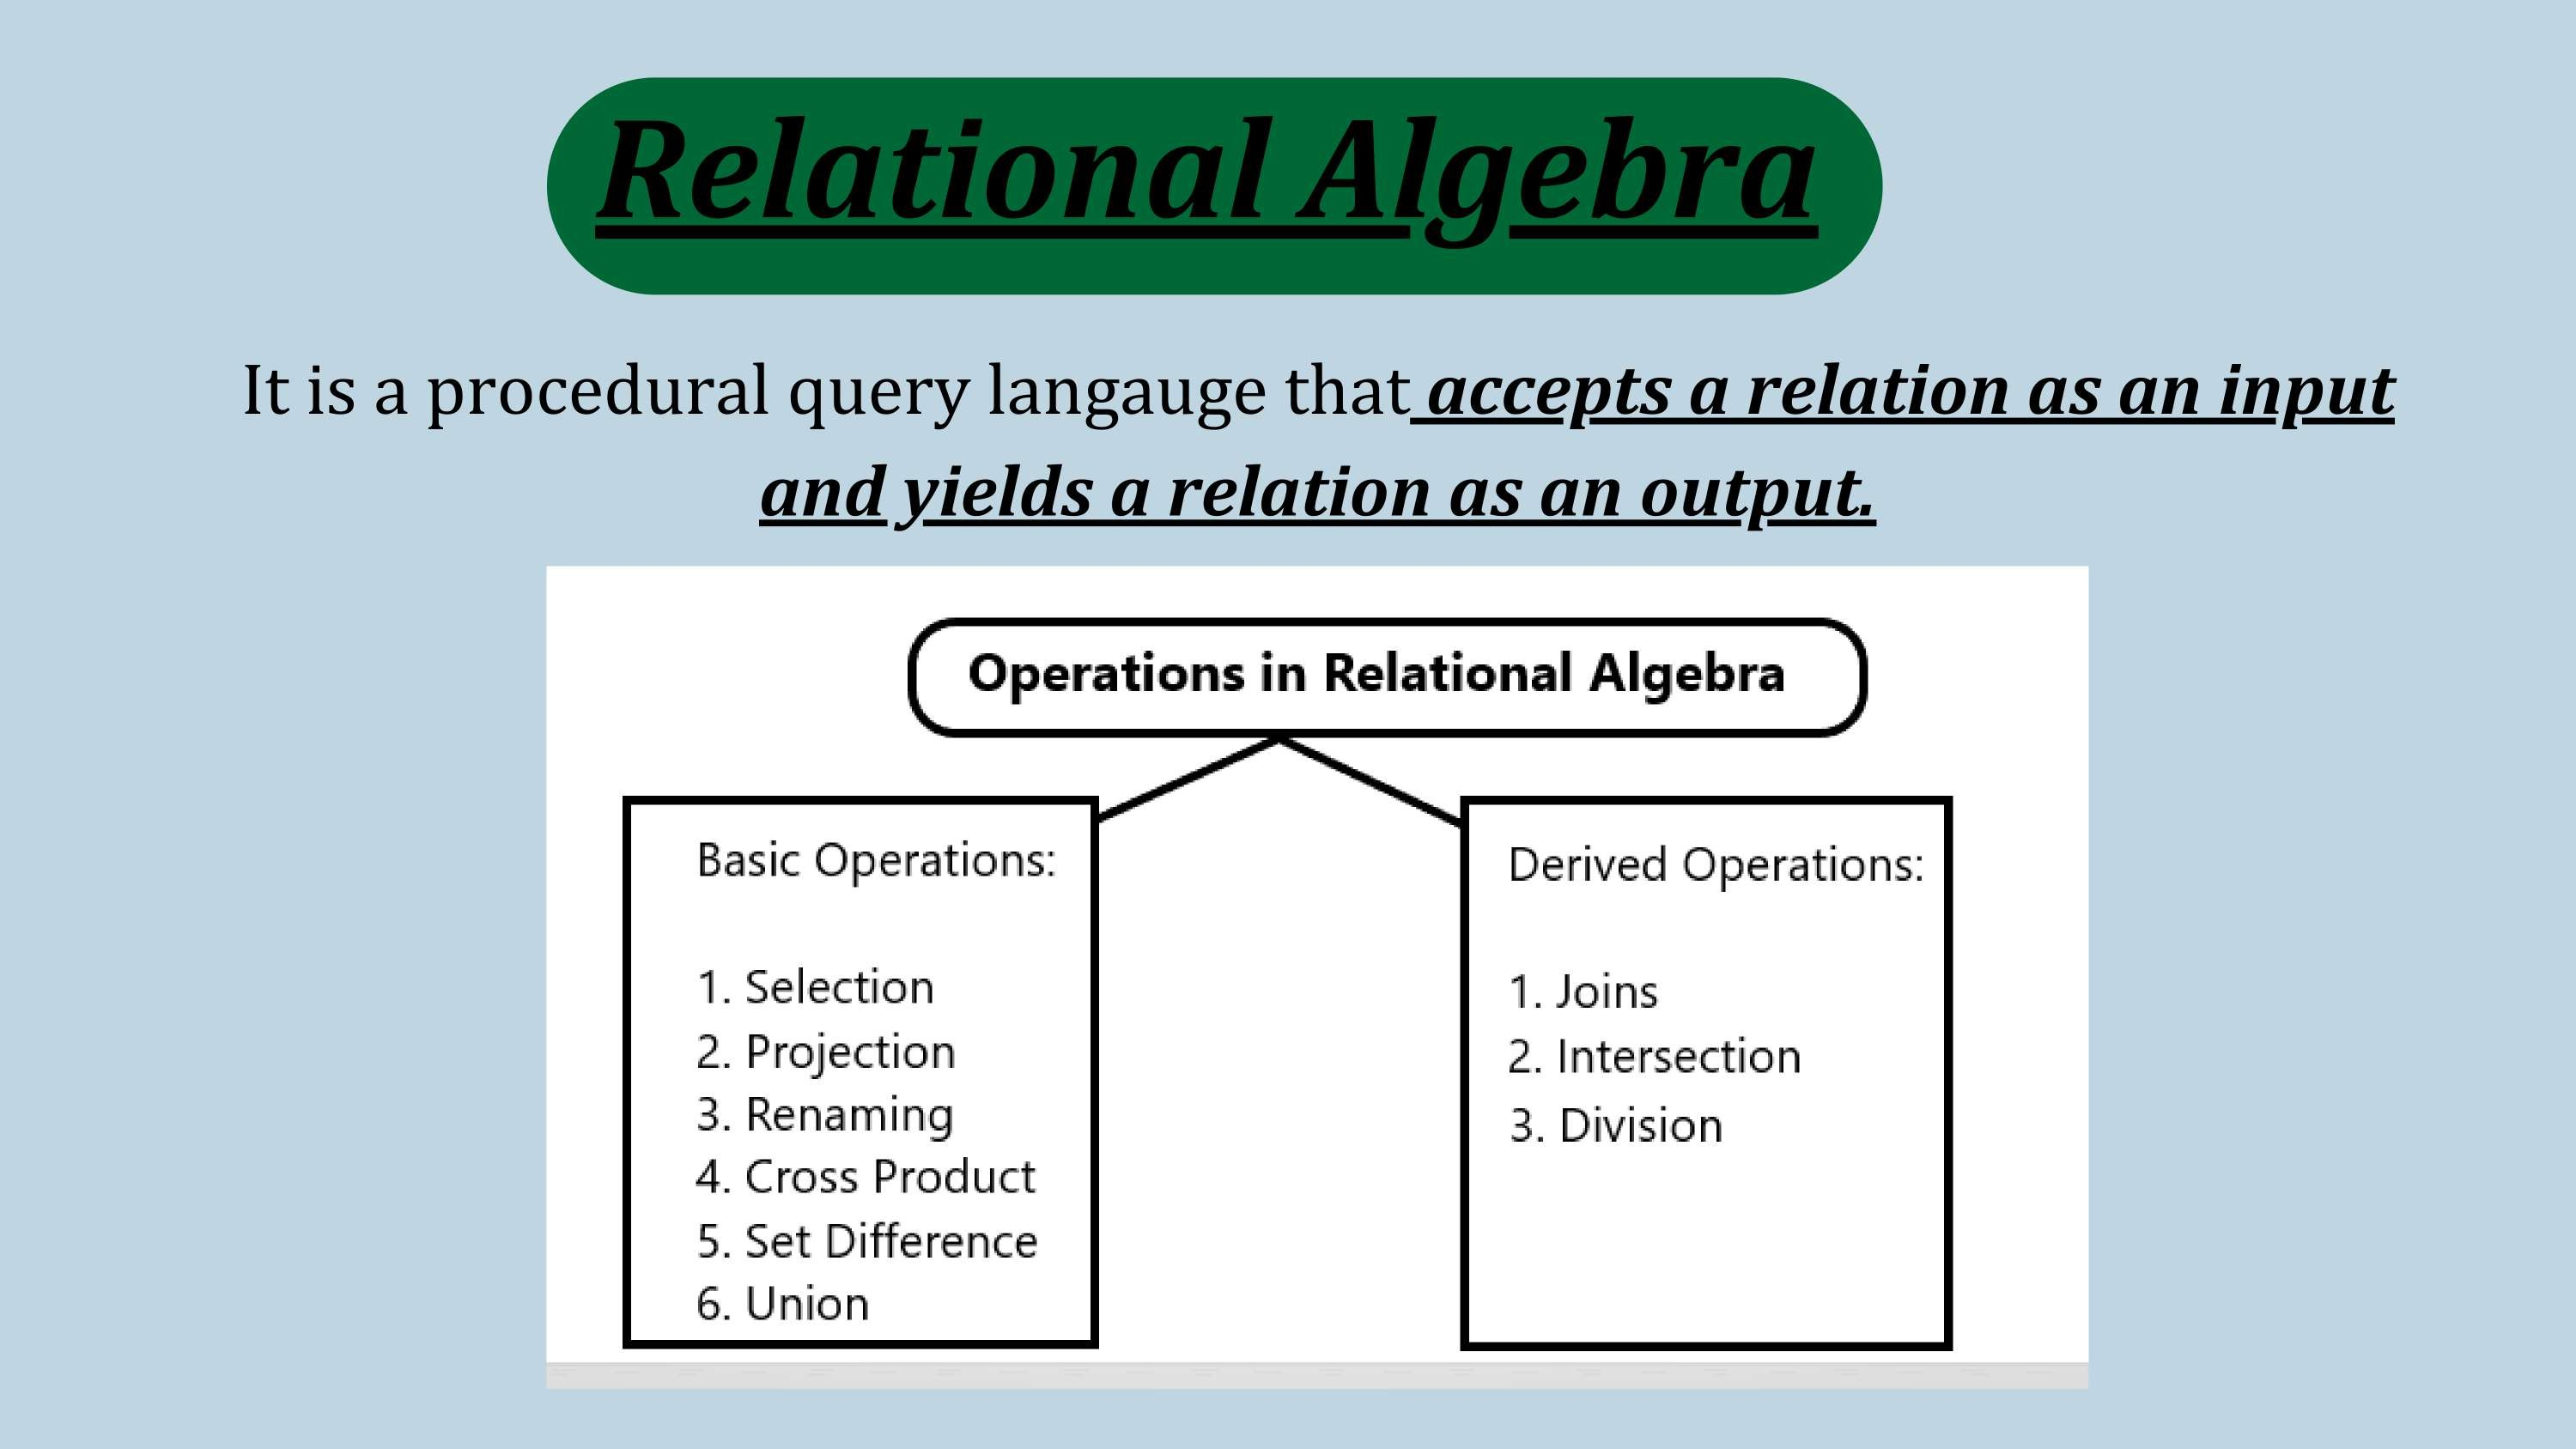 Relational Algebra
It is a procedural query langauge that accepts a relation as an input
and yields a relation as an output.
Operations in Relational Algebra
Basic Operations:
1. Selection
2. Projection
3. Renaming
4. Cross Product
5. Set Difference
6. Union
Derived Operations:
1. Joins
2. Intersection
3. Division